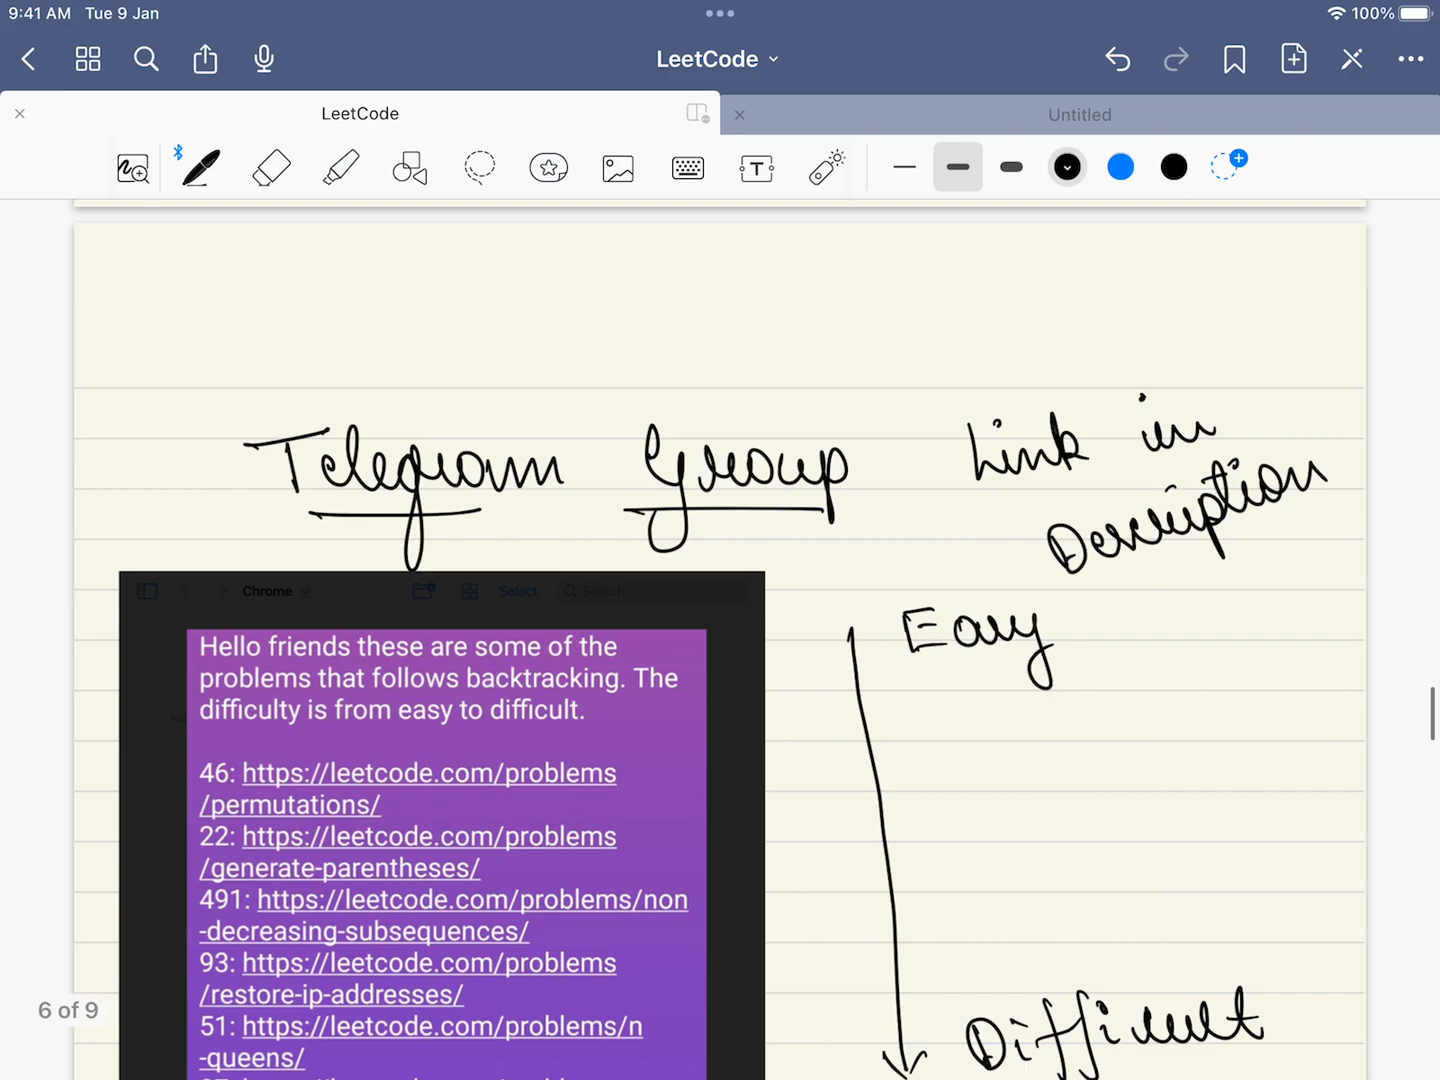 9:41 AM Tue 9 Jan
100%
LeetCode
LeetCode
Untitled
Telegram Group Link in
Description
Chrome
Select
Search
Easy
Hello friends these are some of the
problems that follows backtracking. The
difficulty is from easy to difficult.
46: https://leetcode.com/problems
/permutations/
22: https://leetcode.com/problems
/generate-parentheses/
491: https://leetcode.com/problems/non
-decreasing-subsequences/
93: https://leetcode.com/problems
/restore-ip-addresses/
51: https://leetcode.com/problems/n
-queens/
Difficult
6 of 9